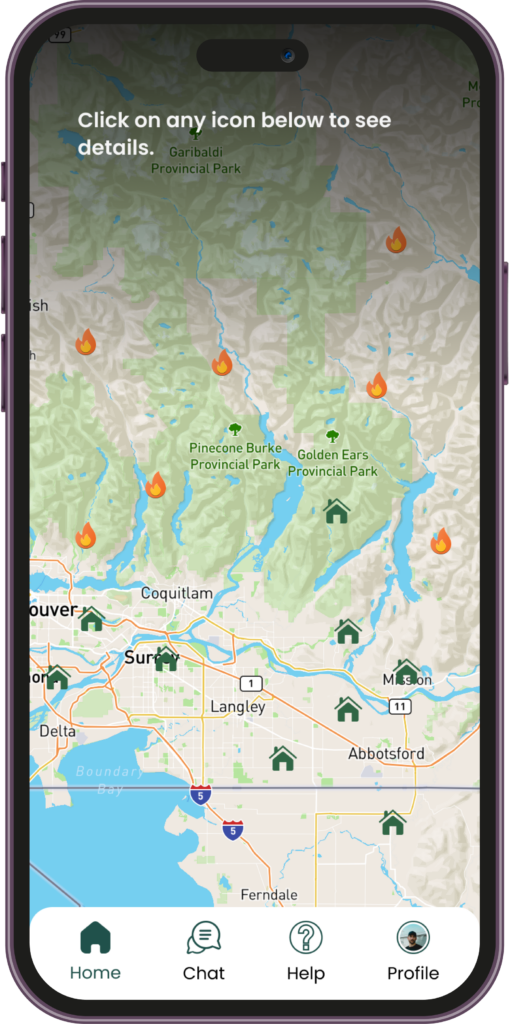 99
Click on any icon below to see
details.
Garibaldi
Provincial Park
ish
h
Pinecone Burke
Provincial Park
Golden Ears
Provincial Park
Coquitlam
ouver
Surrey
Mission
1
11
Langley
Delta
Abbotsford
Boundary
Bay
5
5
Ferndale
Home
Chat
Help
Profile